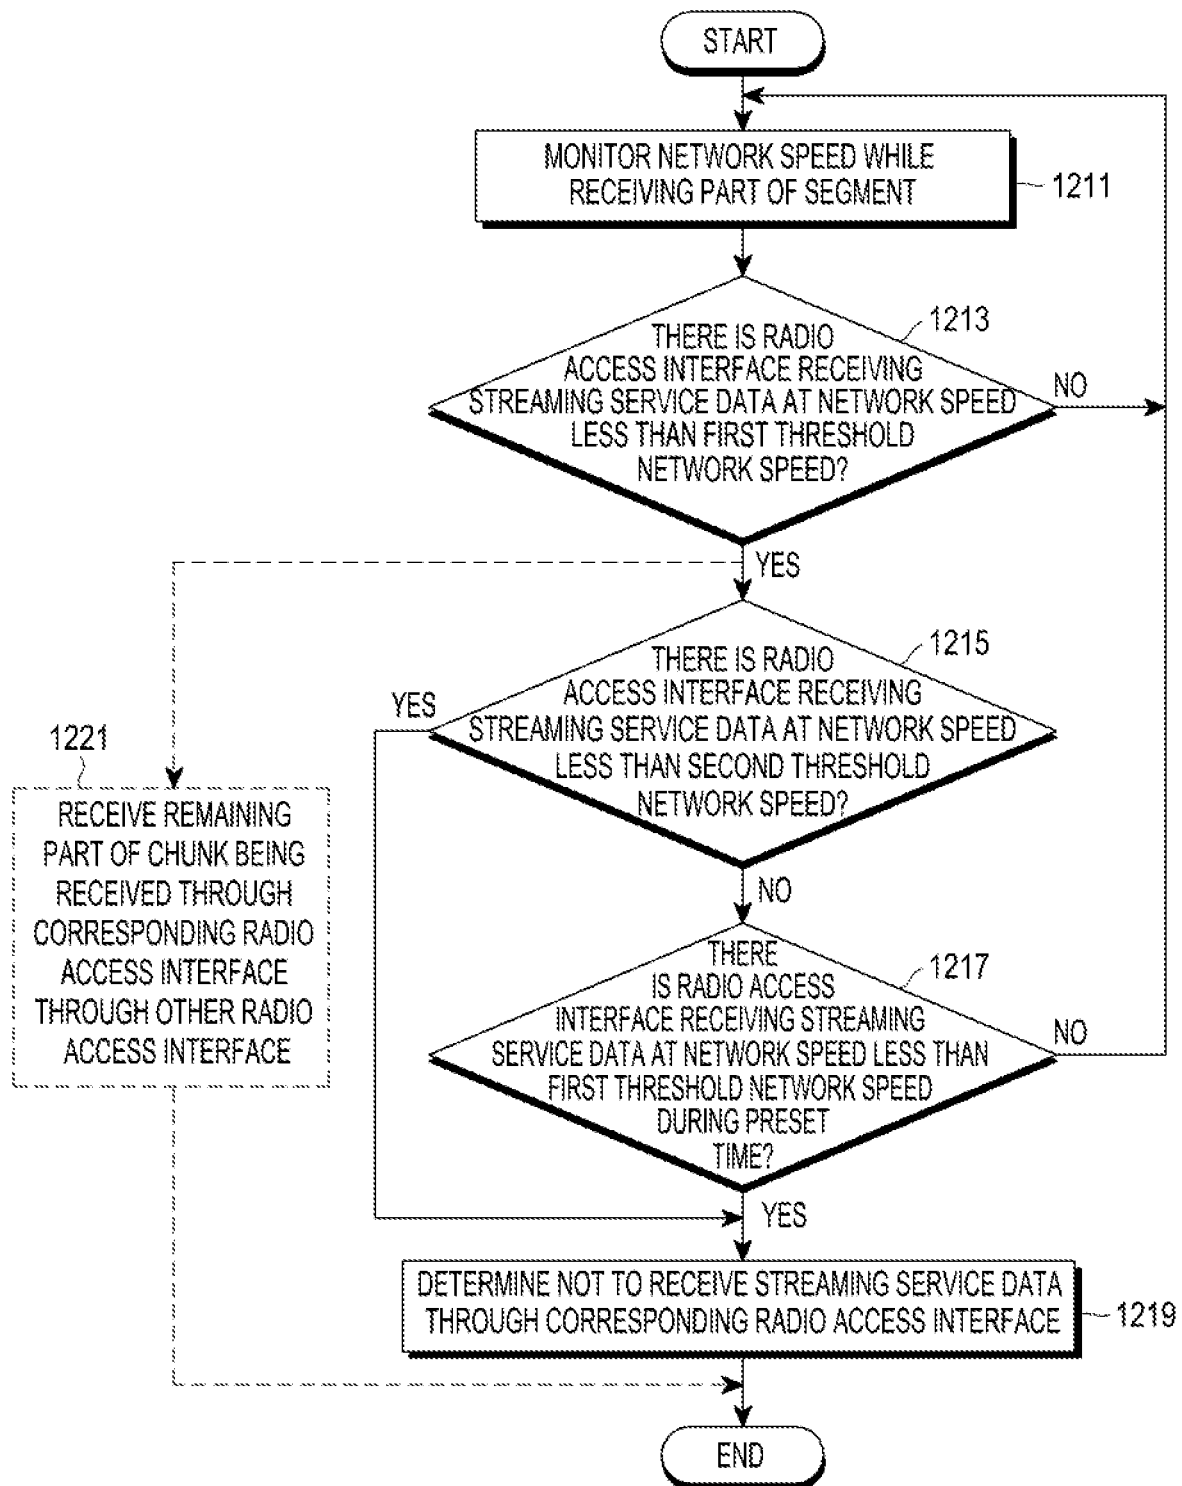 START
MONITOR NETWORK SPEED WHILE
RECEIVING PART OF SEGMENT
1211
1213
THERE IS RADIO
ACCESS INTERFACE RECEIVING
STREAMING SERVICE DATA AT NETWORK SPEED
LESS THAN FIRST THRESHOLD
NETWORK SPEED?
NO
YES
1215
THERE IS RADIO
ACCESS INTERFACE RECEIVING
STREAMING SERVICE DATA AT NETWORK SPEED
LESS THAN SECOND THRESHOLD
NETWORK SPEED?
YES
NO
1221
RECEIVE REMAINING
PART OF CHUNK BEING
RECEIVED THROUGH
CORRESPONDING RADIO
ACCESS INTERFACE
THROUGH OTHER RADIO
ACCESS INTERFACE
1217
THERE
IS RADIO ACCESS
INTERFACE RECEIVING STREAMING
SERVICE DATA AT NETWORK SPEED LESS THAN
FIRST THRESHOLD NETWORK SPEED
DURING PRESET
TIME?
NO
YES
DETERMINE NOT TO RECEIVE STREAMING SERVICE DATA
THROUGH CORRESPONDING RADIO ACCESS INTERFACE
1219
END